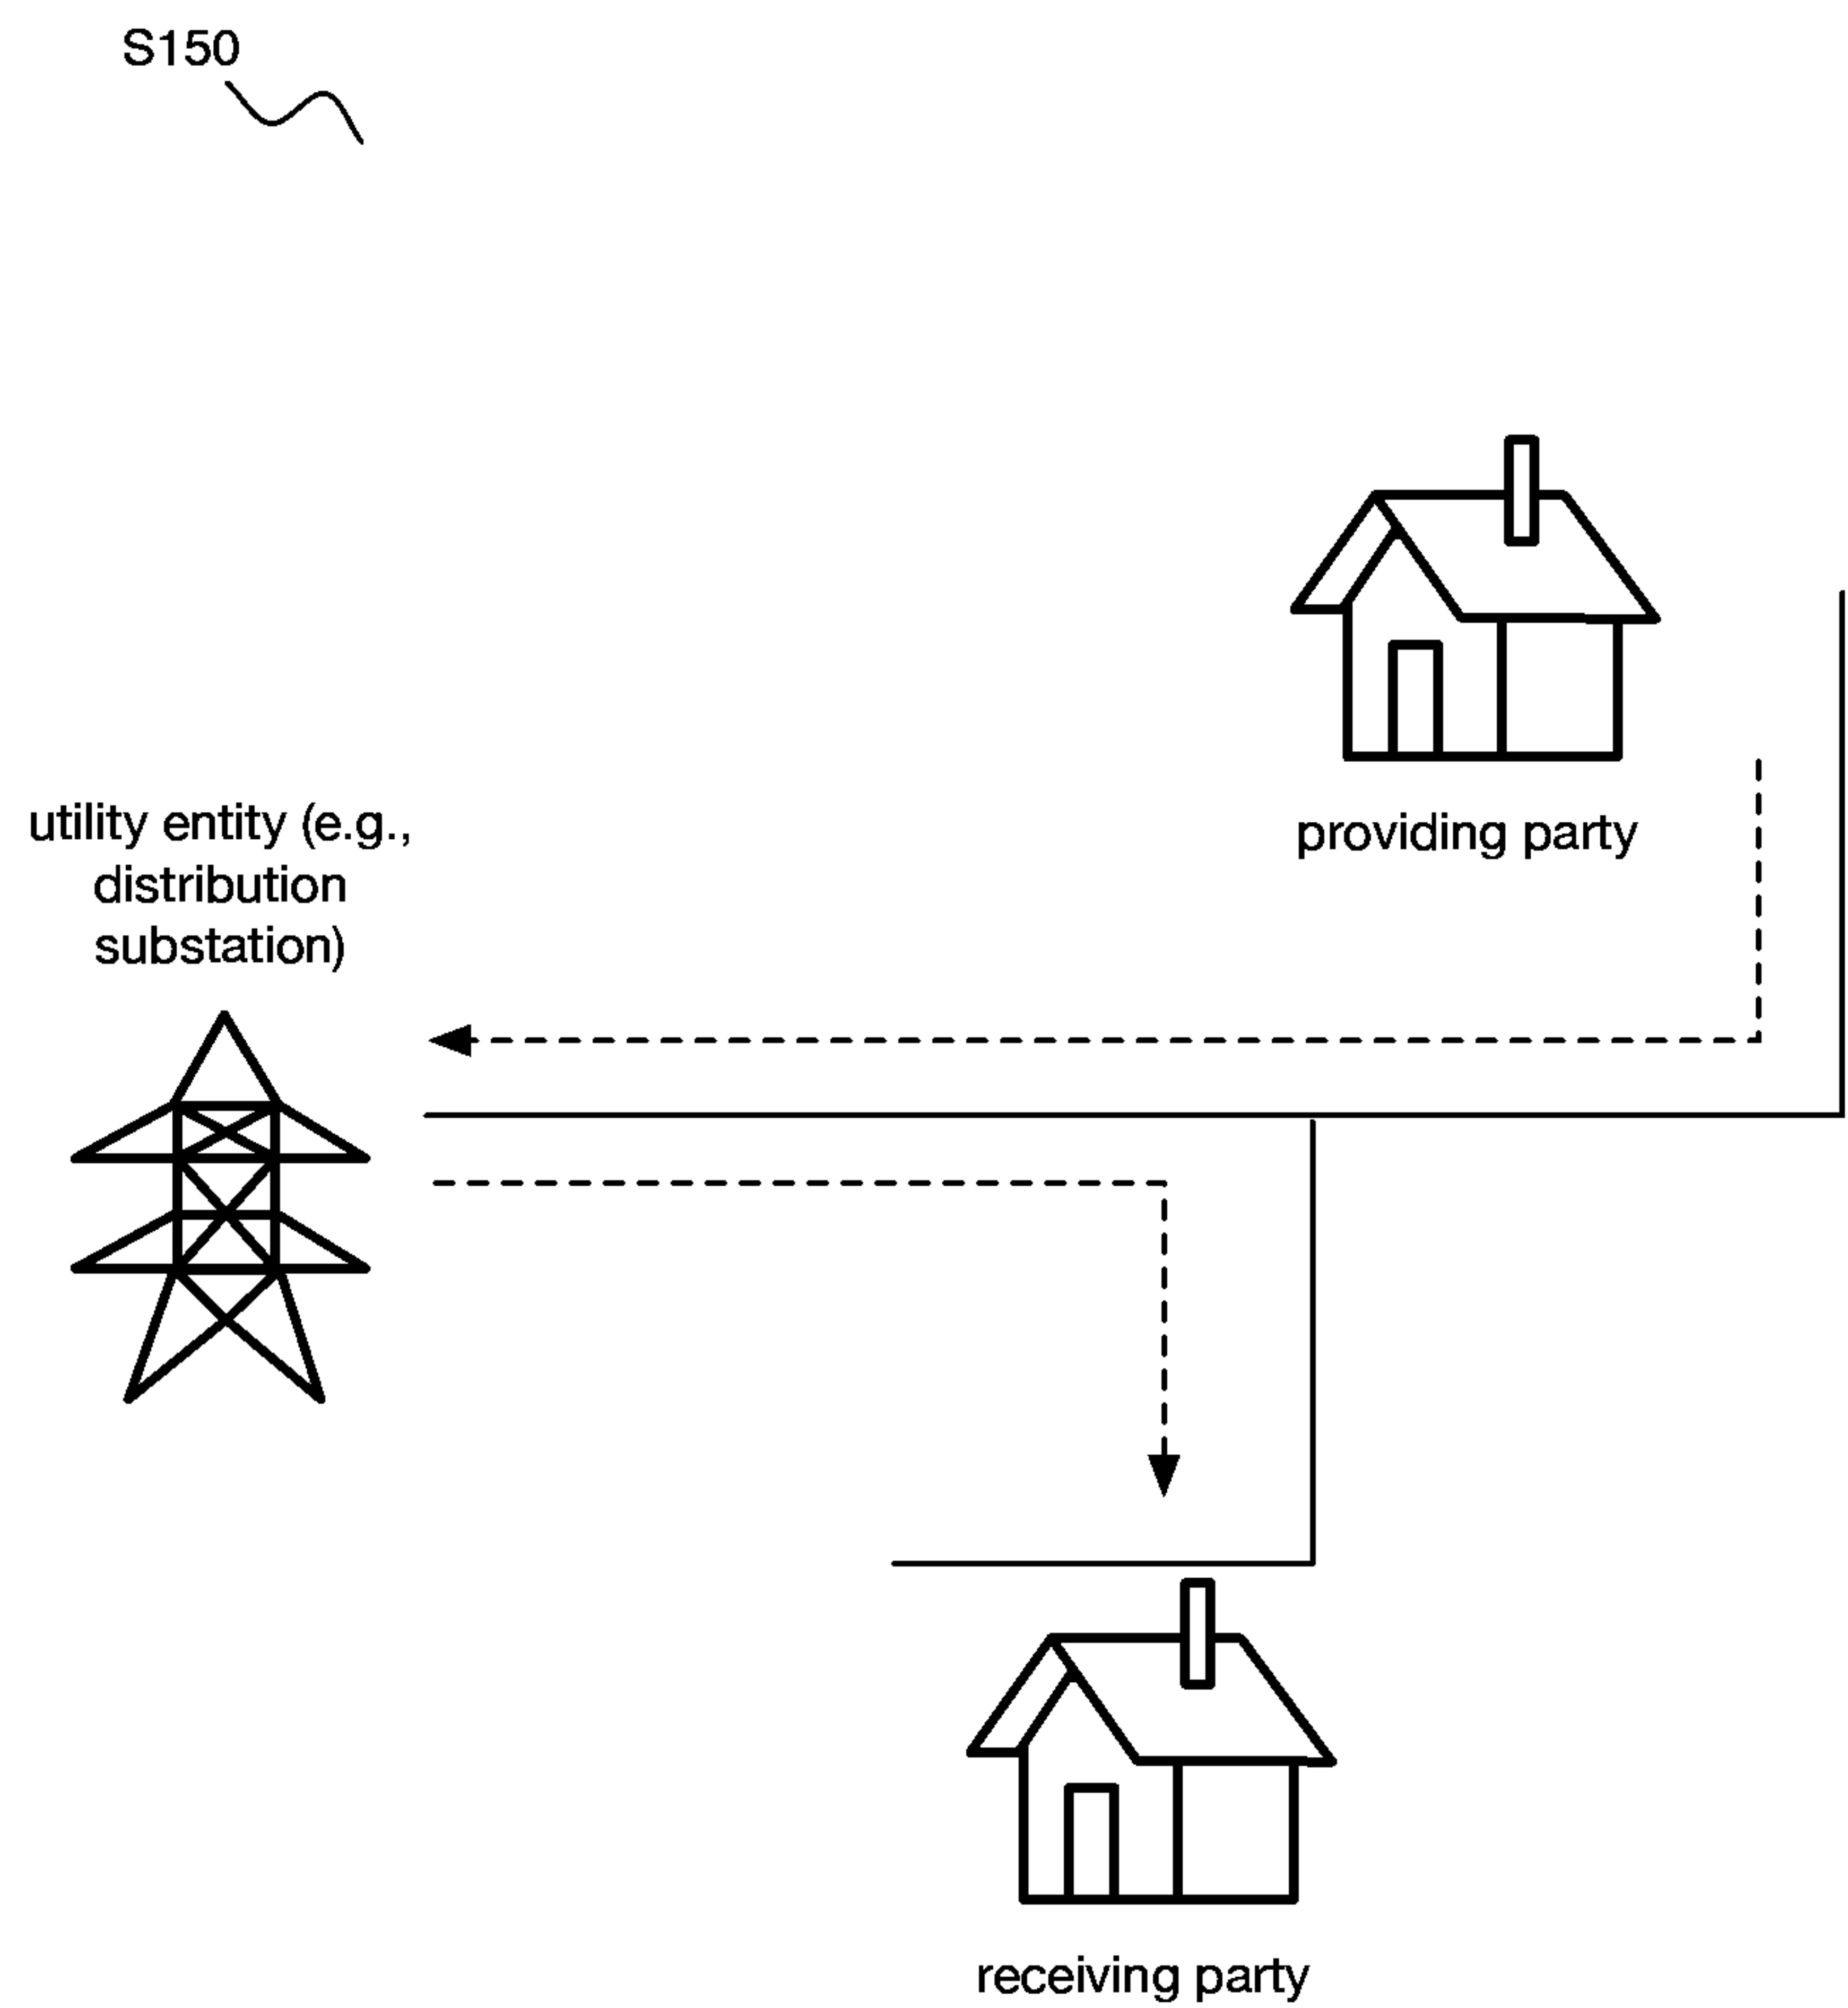 S150
utility entity (e.g.,
distribution
substation)
providing party
receiving party